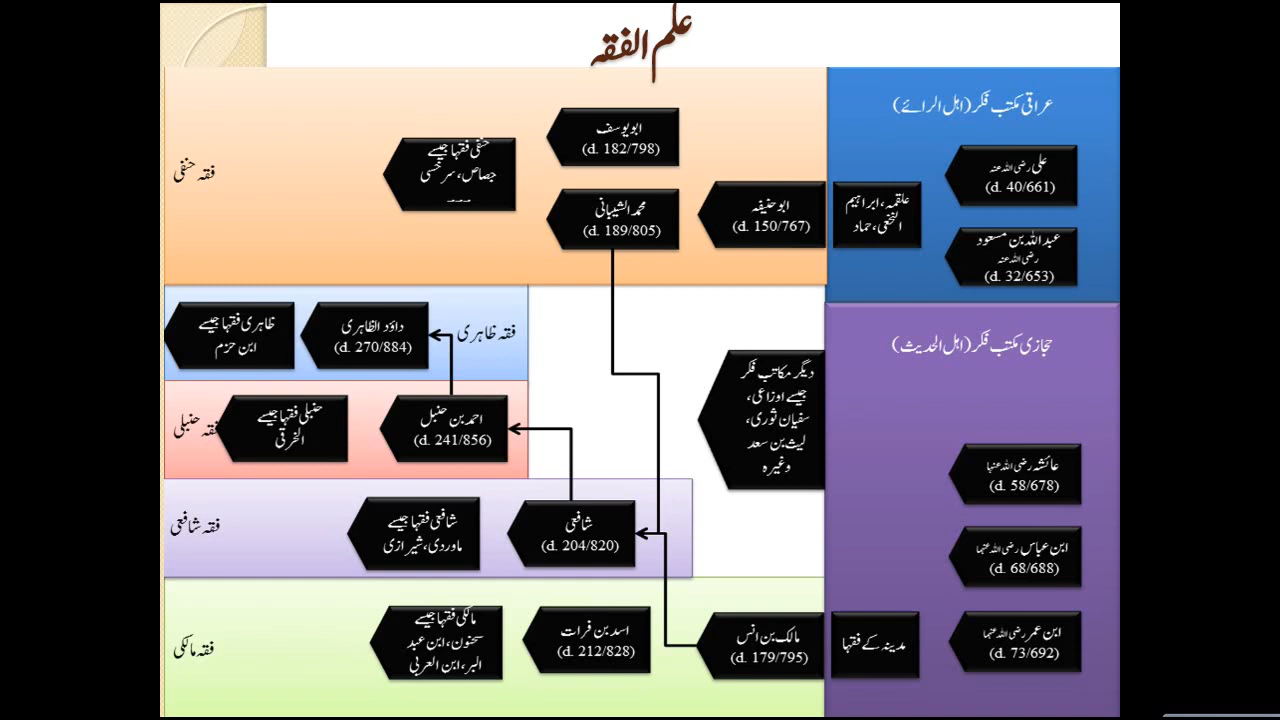 علم الفقہ
عراقی مکتب فکر (اہل الرائے)
علی رضی اللہ عنہ
(d. 40/661)
عبداللہ بن مسعود
رضی اللہ عنہ
(d. 32/653)
علقمہ، ابراہیم
النخعی، حماد
ابو حنیفہ
(d. 150/767)
ابو یوسف
(d. 182/798)
محمد الشیبانی
(d. 189/805)
حنفی فقہا جیسے
جصاص، سرخسی
۔۔۔۔
فقہ حنفی
حجازی مکتب فکر (اہل الحدیث)
عائشہ رضی اللہ عنہا
(d. 58/678)
ابن عباس رضی اللہ عنہما
(d. 68/688)
ابن عمر رضی اللہ عنہما
(d. 73/692)
مدینہ کے فقہا
دیگر مکاتب فکر
جیسے اوزاعی،
سفیان ثوری،
لیث بن سعد
وغیرہ
فقہ ظاہری
داؤد الظاہری
(d. 270/884)
ظاہری فقہا جیسے
ابن حزم
احمد بن حنبل
(d. 241/856)
حنبلی فقہا جیسے
الخرقی
فقہ حنبلی
شافعی
(d. 204/820)
شافعی فقہا جیسے
ماوردی، شیرازی
فقہ شافعی
مالک بن انس
(d. 179/795)
اسد بن فرات
(d. 212/828)
مالکی فقہا جیسے
سحنون، ابن عبد
البر، ابن العربی
فقہ مالکی